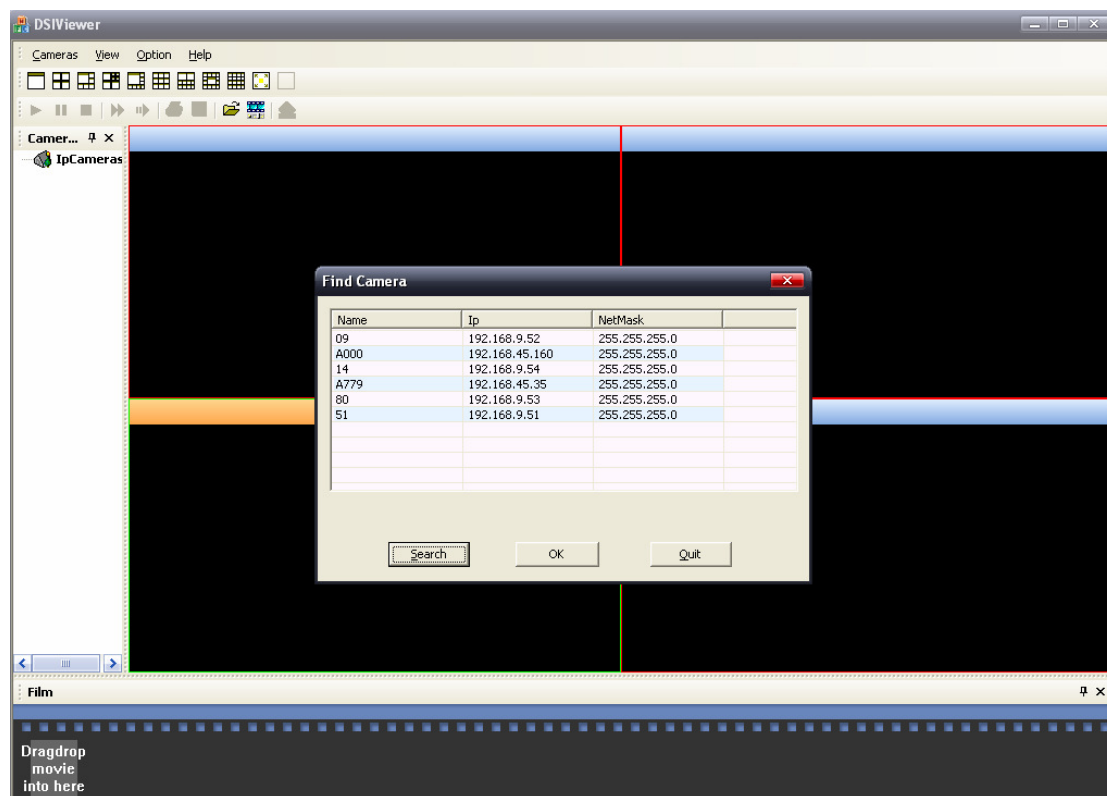 DSIViewer
Cameras View Option Help
Camer...
IpCameras
Find Camera
Name Ip NetMask
09 192.168.9.52 255.255.255.0
A000 192.168.45.160 255.255.255.0
14 192.168.9.54 255.255.255.0
A779 192.168.45.35 255.255.255.0
80 192.168.9.53 255.255.255.0
51 192.168.9.51 255.255.255.0
Search OK Quit
Film
Dragdrop
movie
into here